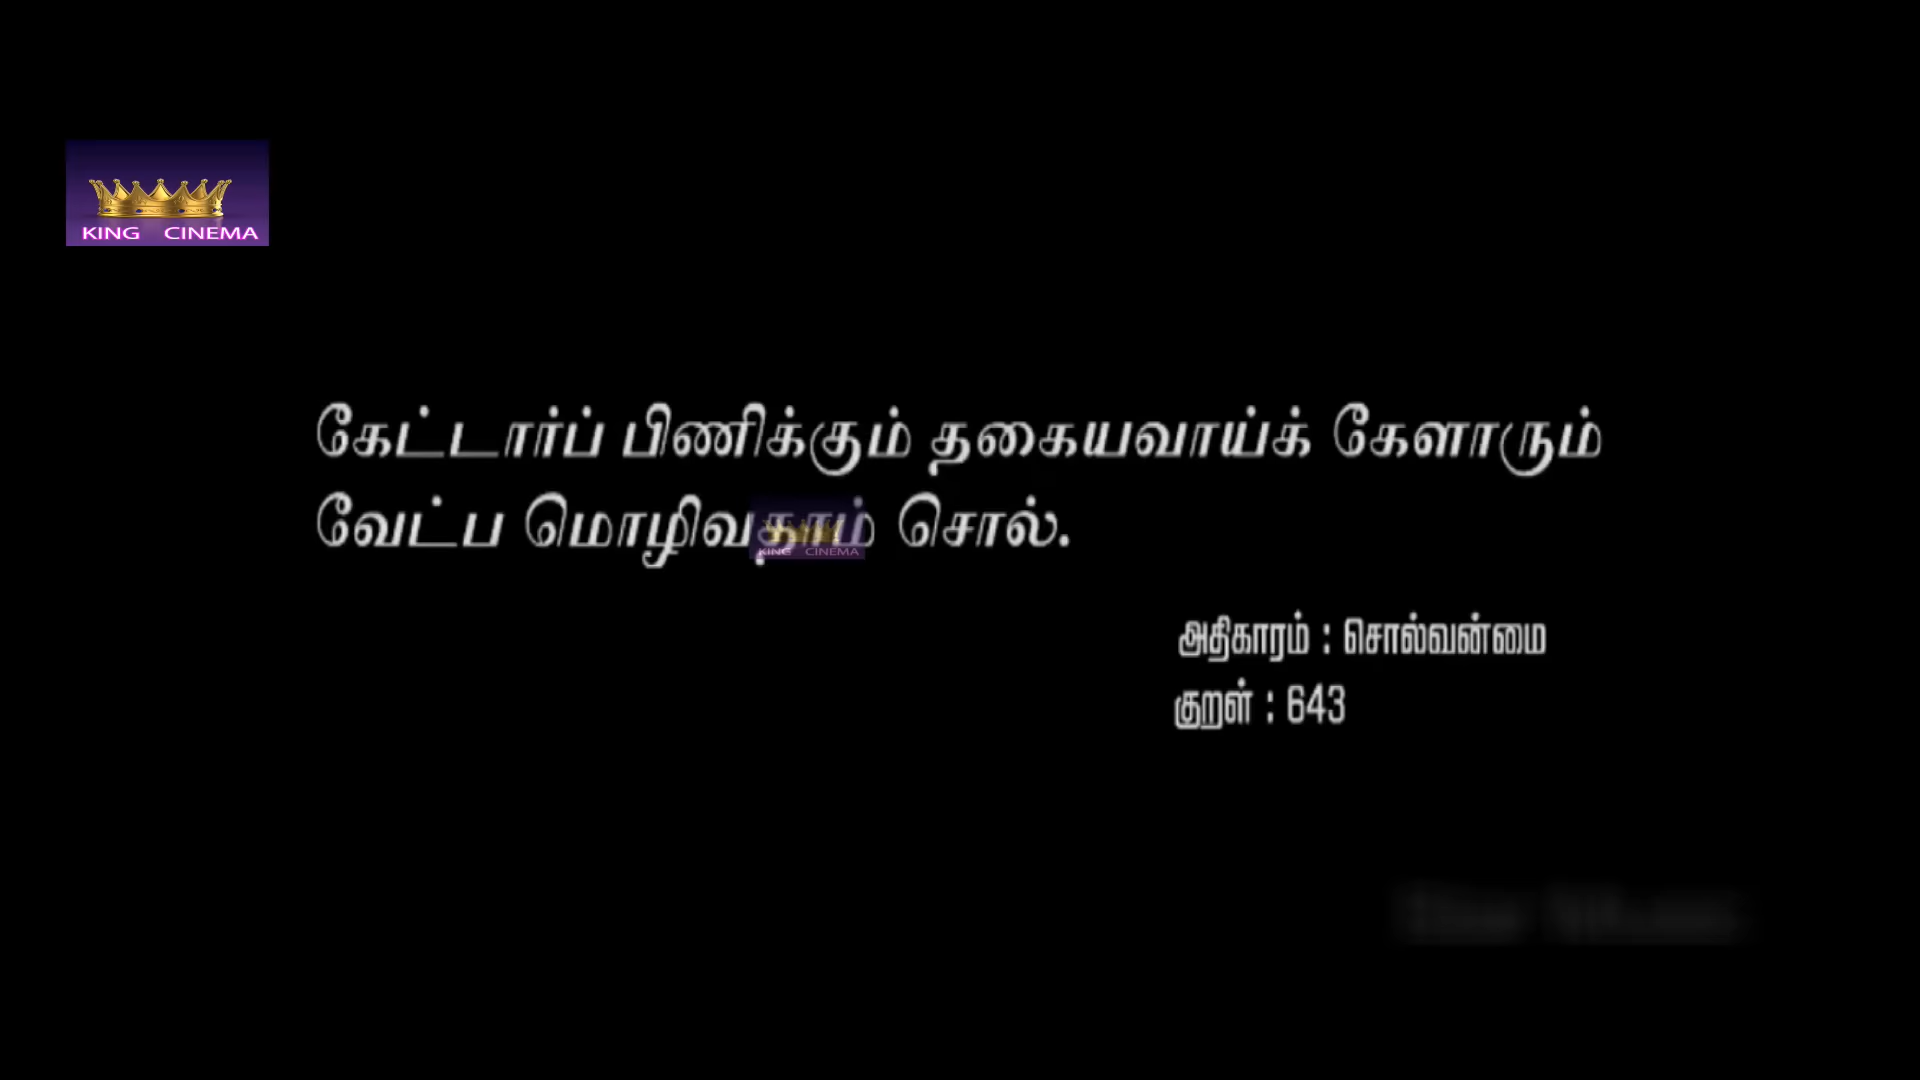 KING CINEMA
கேட்டார்ப் பிணிக்கும் தகையவாய்க் கேளாரும்
வேட்ப மொழிவதாம் சொல்.
KING CINEMA
அதிகாரம் : சொல்வன்மை
குறள் : 643